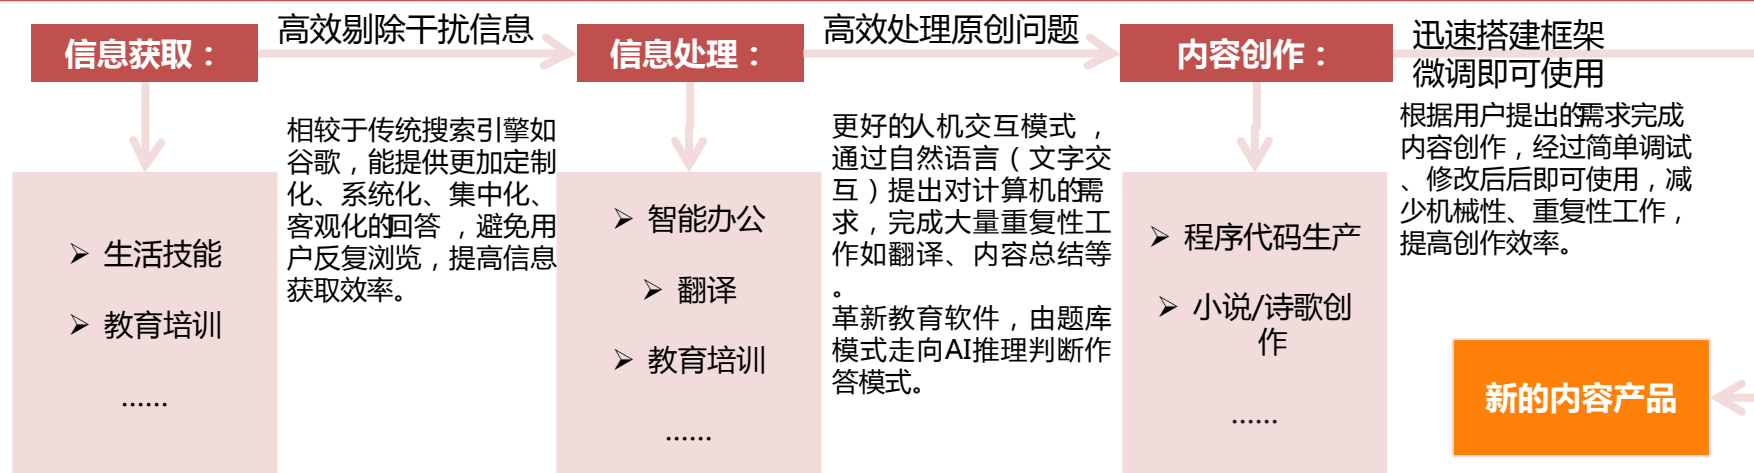 信息获取：
高效剔除干扰信息
相较于传统搜索引擎如
谷歌，能提供更加定制
化、系统化、集中化、
客观化的回答，避免用
户反复浏览，提高信息
获取效率。
➢ 生活技能
➢ 教育培训
……
信息处理：
高效处理原创问题
更好的人机交互模式，
通过自然语言（文字交
互）提出对计算机的需
求，完成大量重复性工
作如翻译、内容总结等
。
革新教育软件，由题库
模式走向AI推理判断作
答模式。
➢ 智能办公
➢ 翻译
➢ 教育培训
……
内容创作：
迅速搭建框架
微调即可使用
根据用户提出的需求完成
内容创作，经过简单调试
、修改后后即可使用，减
少机械性、重复性工作，
提高创作效率。
➢ 程序代码生产
➢ 小说/诗歌创
作
……
新的内容产品